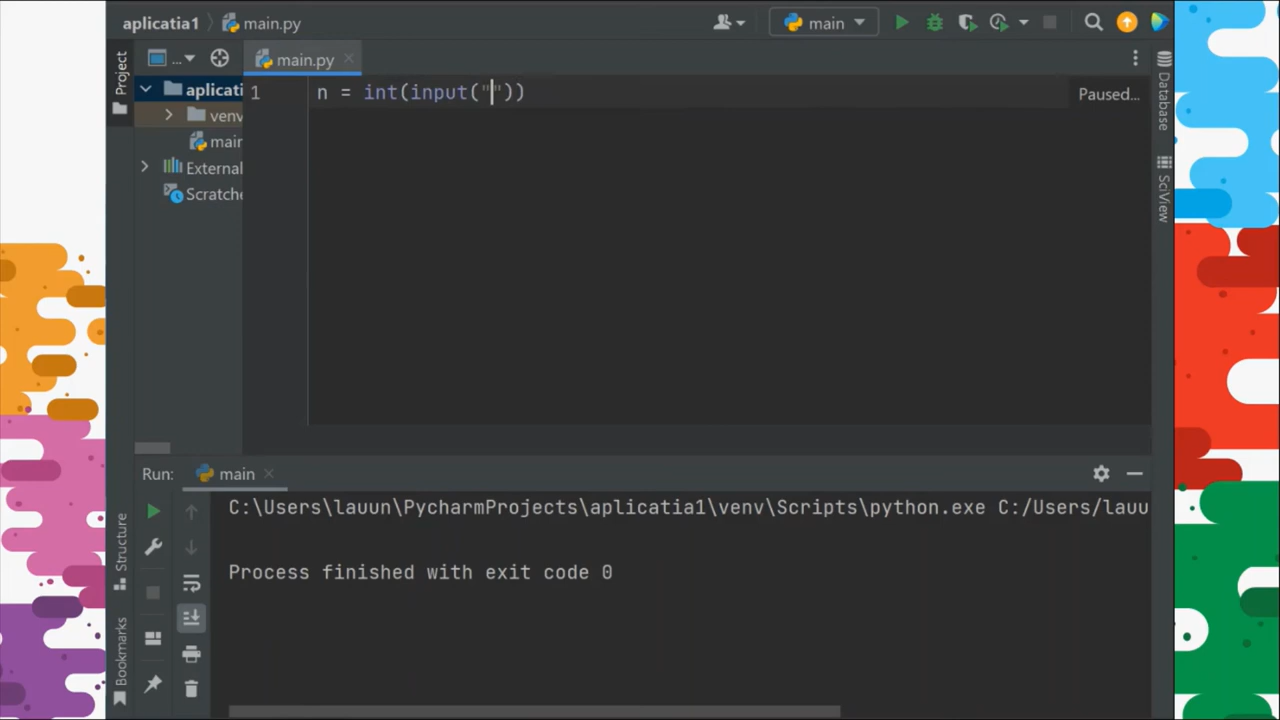 aplicatia1 main.py
main
Project
...
main.py
aplicati
venv
main
External
Scratche
1 n = int(input(""))
Paused...
Database
SciView
Run: main
C:\Users\lauun\PycharmProjects\aplicatia1\venv\Scripts\python.exe C:/Users/lauu
Process finished with exit code 0
Structure
Bookmarks